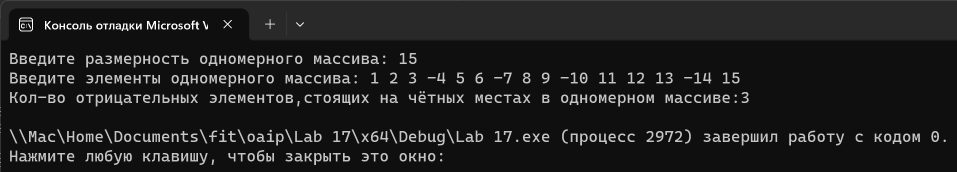 Консоль отладки Microsoft V
Введите размерность одномерного массива: 15
Введите элементы одномерного массива: 1 2 3 -4 5 6 -7 8 9 -10 11 12 13 -14 15
Кол-во отрицательных элементов,стоящих на чётных местах в одномерном массиве:3
\\Mac\Home\Documents\fit\oaip\Lab 17\x64\Debug\Lab 17.exe (процесс 2972) завершил работу с кодом 0.
Нажмите любую клавишу, чтобы закрыть это окно: